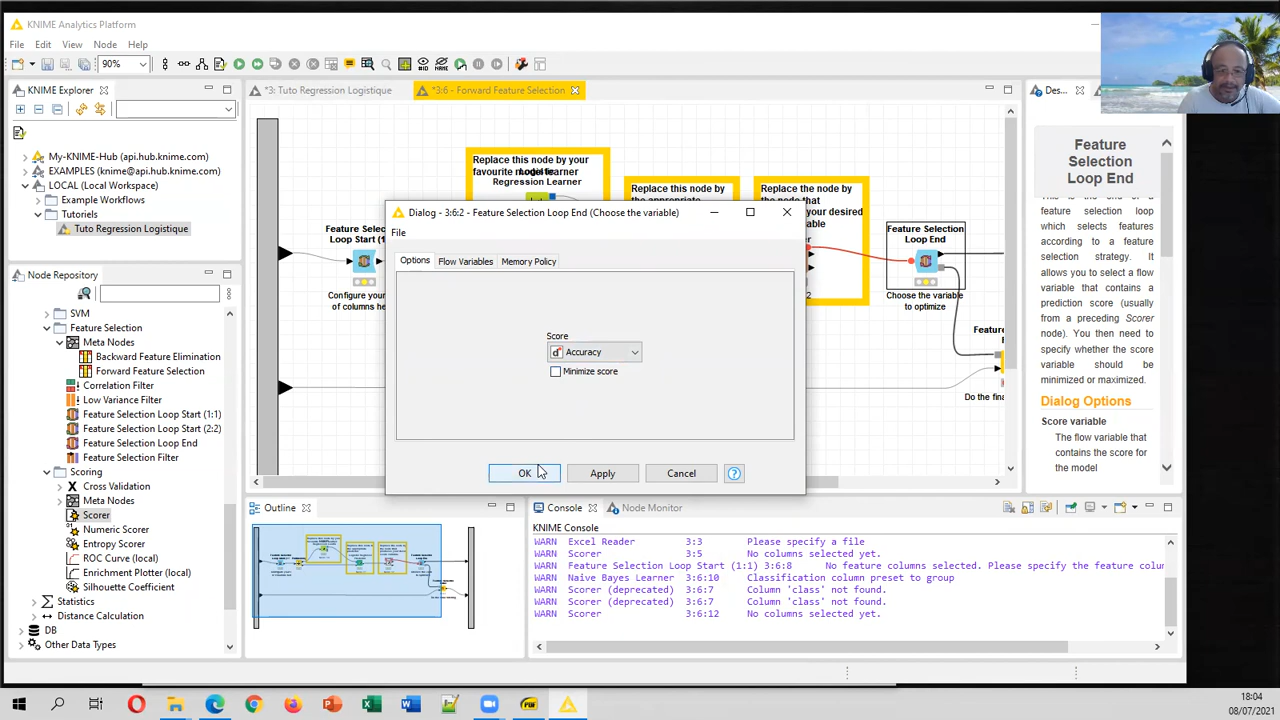 KNIME Analytics Platform
File Edit View Node Help
90%
KNIME Explorer
*3: Tuto Regression Logistique
*3:6 - Forward Feature Selection
Des...
My-KNIME-Hub (api.hub.knime.com)
EXAMPLES (knime@api.hub.knime.com)
LOCAL (Local Workspace)
Example Workflows
Tutoriels
Tuto Regression Logistique
Node Repository
SVM
Feature Selection
Meta Nodes
Backward Feature Elimination
Forward Feature Selection
Correlation Filter
Low Variance Filter
Feature Selection Loop Start (1:1)
Feature Selection Loop Start (2:2)
Feature Selection Loop End
Feature Selection Filter
Scoring
Cross Validation
Meta Nodes
Scorer
Numeric Scorer
Entropy Scorer
ROC Curve (local)
Enrichment Plotter (local)
Silhouette Coefficient
Statistics
Distance Computation
DB
Other Data Types
Replace this node by your
favourite model learner
Logistic
Regression Learner
Replace this node by
the appropriate
Replace the node by
the node that
your desired
Feature Selection
Loop End
Choose the variable
to optimize
Do the fina
Configure your
of columns he
Dialog - 3:6:2 - Feature Selection Loop End (Choose the variable)
File
Options Flow Variables Memory Policy
Score
Accuracy
Minimize score
OK Apply Cancel
Feature
Selection
Loop End
feature selection
loop which
selects features
according to a
feature selection
strategy. It
allows you to
select a flow
variable that
contains a
prediction score
(usually from a
preceding Scorer
node). You then
need to specify
whether the score
variable should be
minimized or
maximized.
Dialog Options
Score variable
The flow variable
that contains the
score for the
model
Outline
Console
Node Monitor
KNIME Console
WARN Excel Reader 3:3 Please specify a file
WARN Scorer 3:5 No columns selected yet.
WARN Feature Selection Loop Start (1:1) 3:6:8 No feature columns selected. Please specify the feature colum
WARN Naive Bayes Learner 3:6:10 Classification column preset to group
WARN Scorer (deprecated) 3:6:7 Column 'class' not found.
WARN Scorer (deprecated) 3:6:7 Column 'class' not found.
WARN Scorer 3:6:12 No columns selected yet.
18:04
08/07/2021